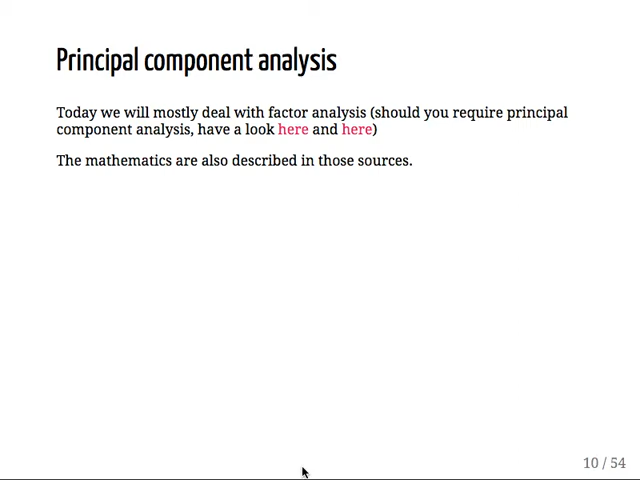 Principal component analysis
Today we will mostly deal with factor analysis (should you require principal
component analysis, have a look here and here)
The mathematics are also described in those sources.
10 / 54